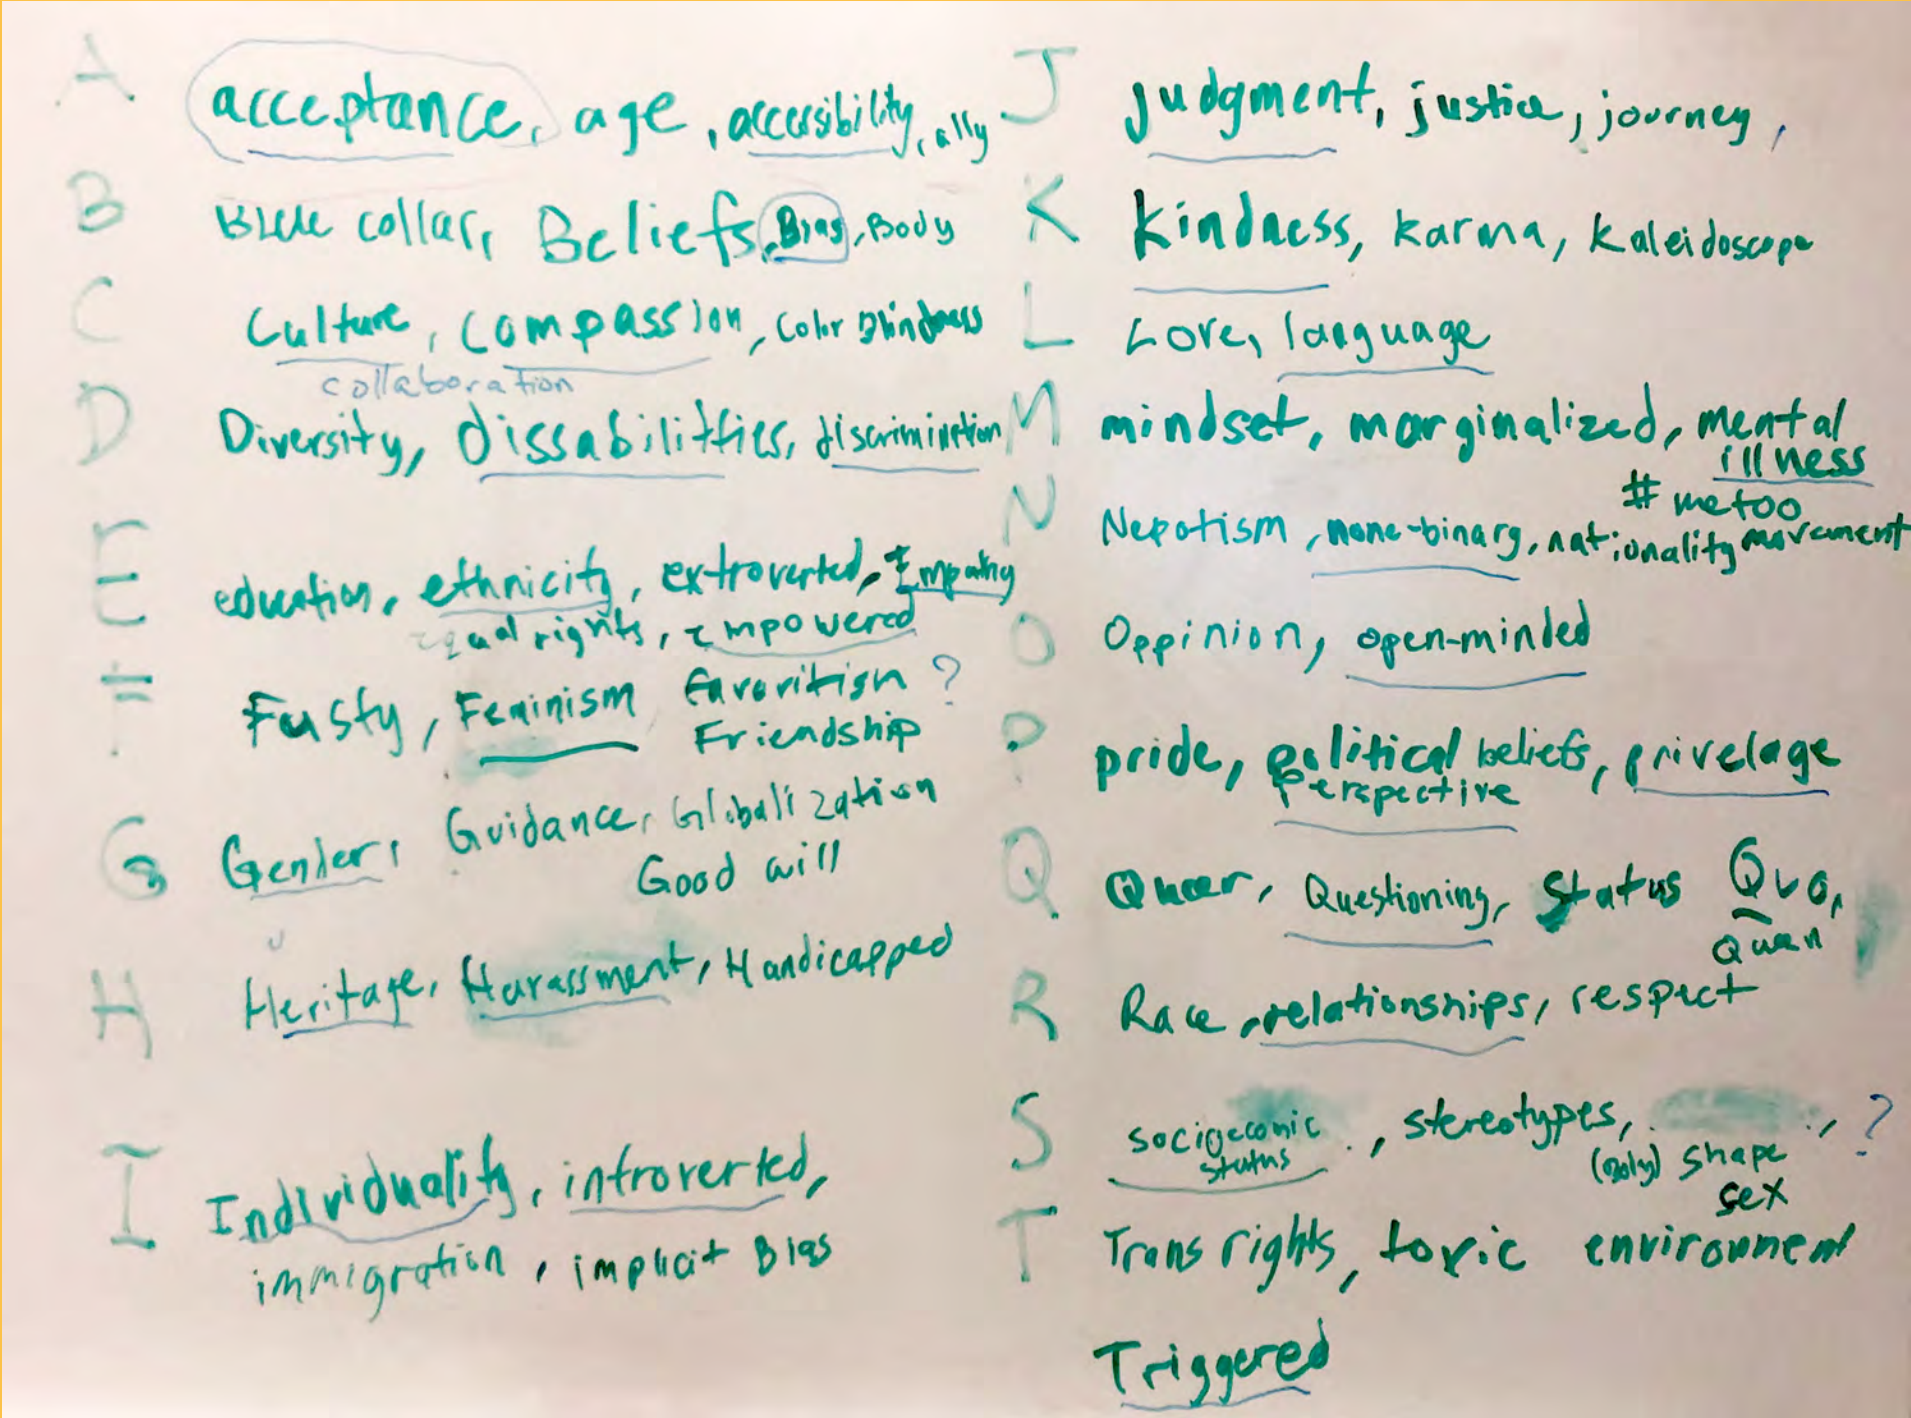 A acceptance, age, accessibility, ally
B Blue collar, Beliefs, Bias, Body
C Culture, compassion, Color Blindness
collaboration
D Diversity, dissabilitties, discrimination
E education, ethnicity, extroverted, Empathy
Equal rights, Empowered
F Fusty, Feminism favoritism ?
Friendship
G Gender, Guidance, Globalization
Good will
H Heritage, Harassment, Handicapped
I Individuality, introverted,
immigration, implicit Bias
J judgment, justice, journey,
K kindness, karma, kaleidoscope
L Love, language
M mindset, marginalized, mental
illness
# metoo
movement
N Nepotism, none-binary, nationality
O Oppinion, open-minded
P pride, political beliefs, privelage
perspective
Q Queer, Questioning, status Quo,
R Race, relationships, respect
S socioeconic
status, stereotypes, , ?
shape
sex
T Trans rights, toxic environment
Triggered